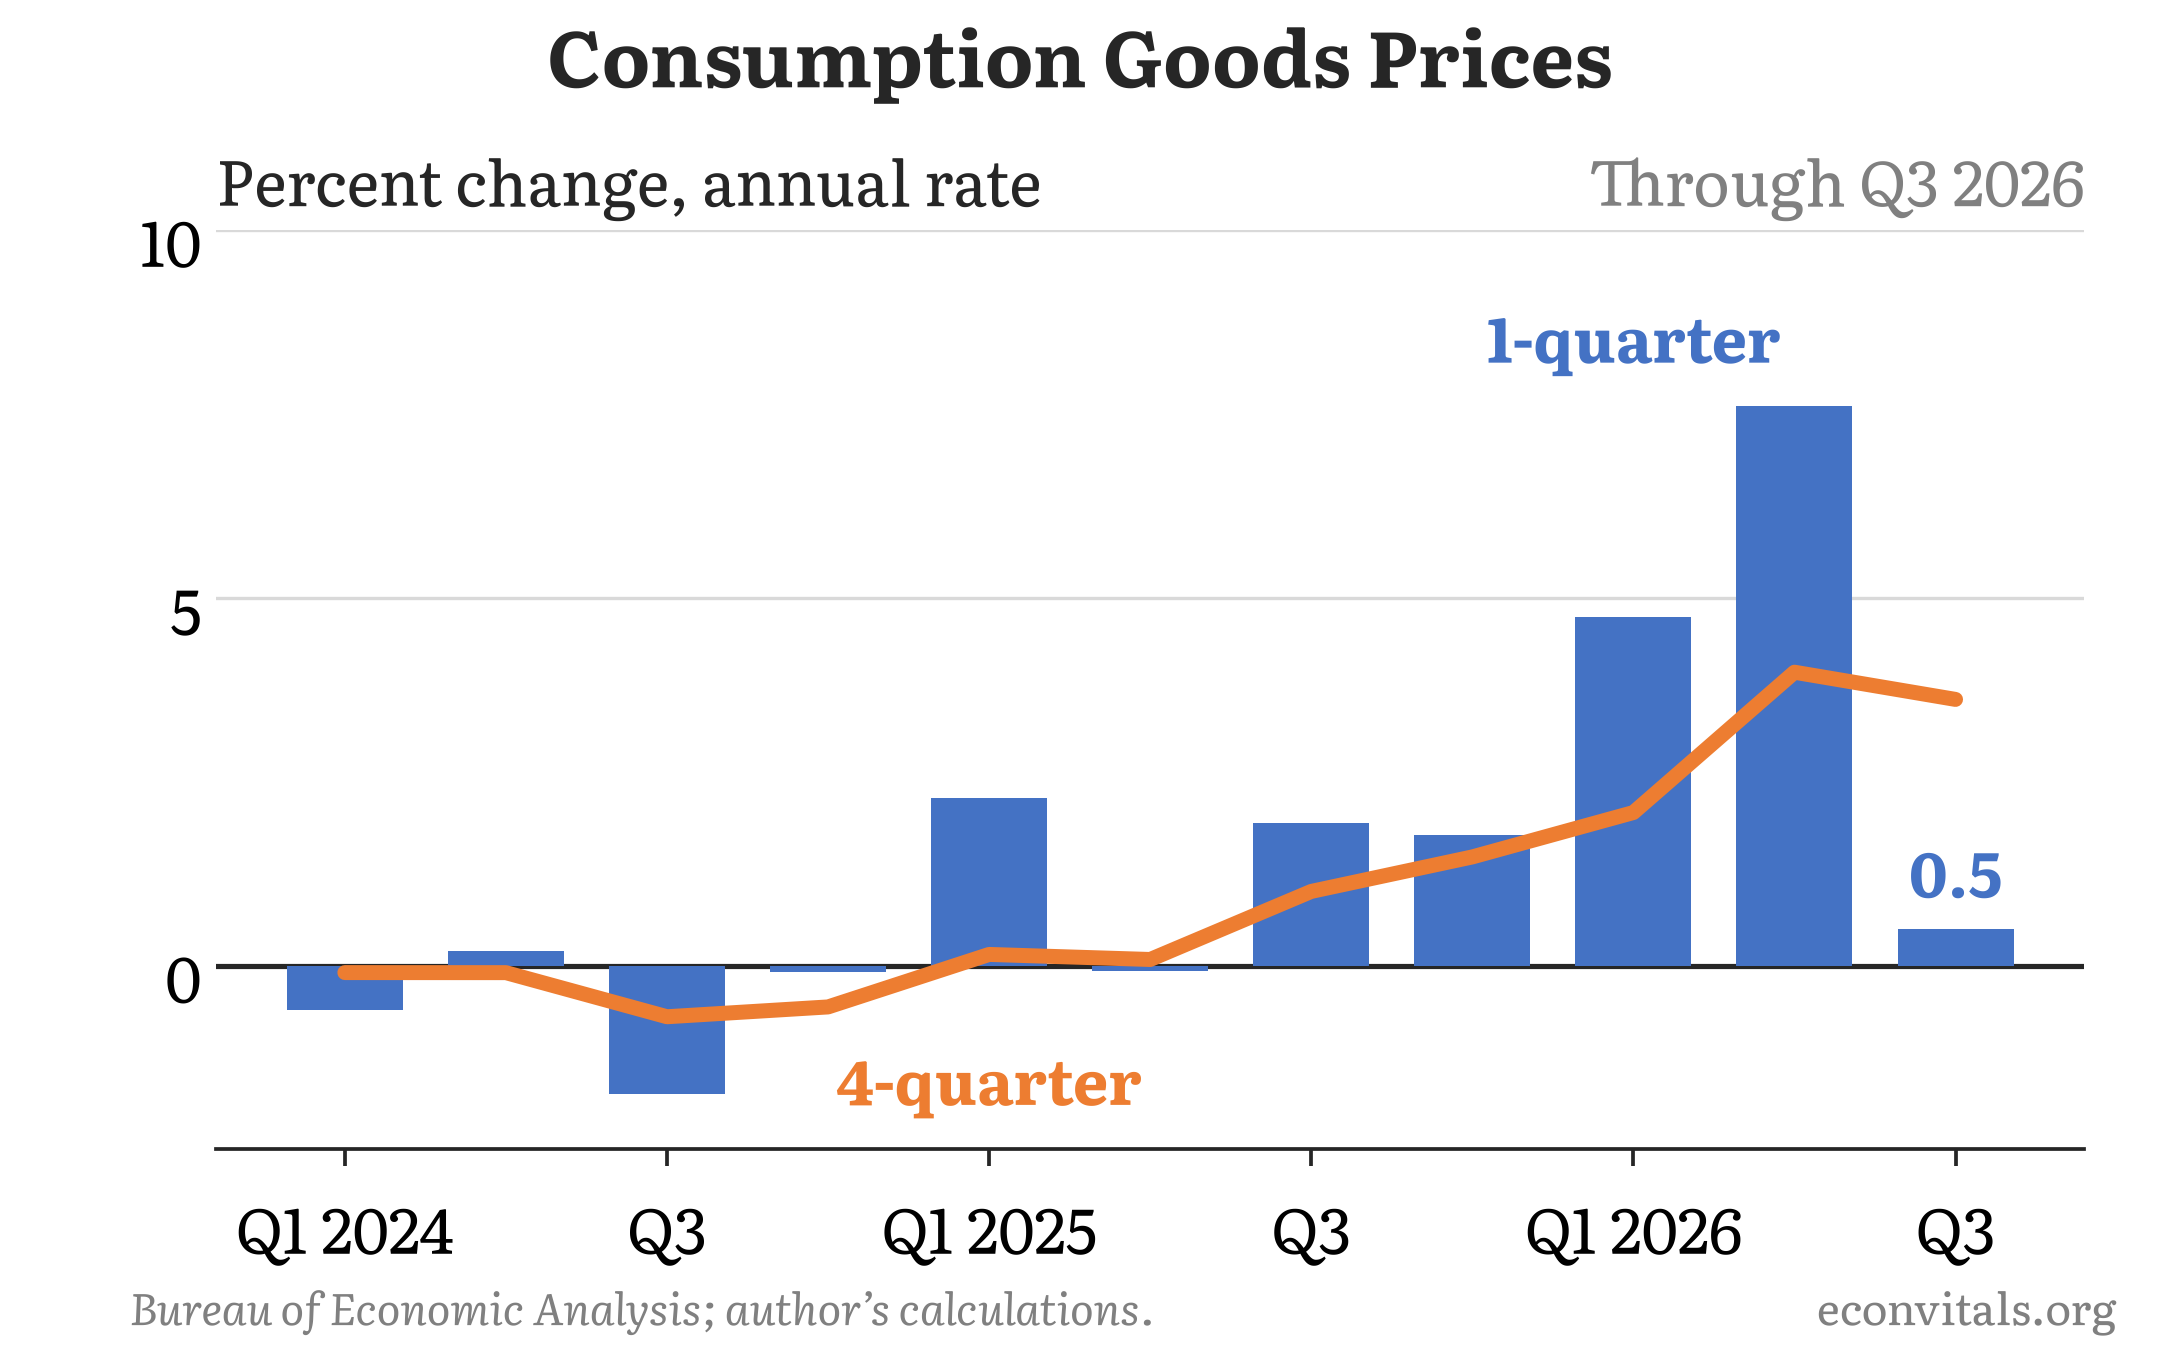 Consumption Goods Prices
Percent change, annual rate
Through Q3 2026
10
1-quarter
5
0.5
0
4-quarter
Q1 2024 Q3 Q1 2025 Q3 Q1 2026 Q3
Bureau of Economic Analysis; author’s calculations.
econvitals.org